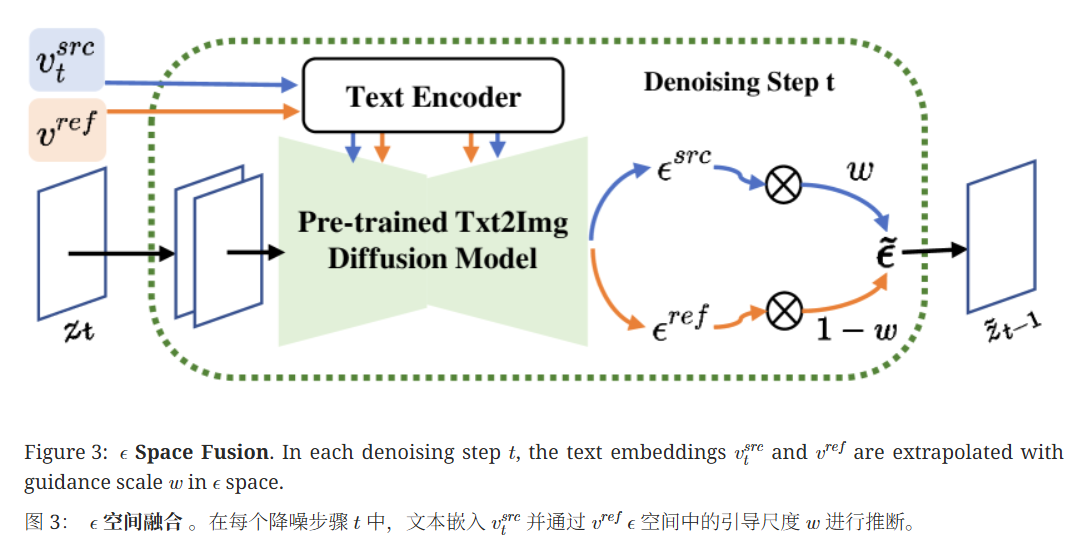 v_t^{src}
v^{ref}
Text Encoder
Denoising Step t
Pre-trained Txt2Img
Diffusion Model
ϵ^{src}
w
ϵ̃
ϵ^{ref}
1 − w
z_t
z̃_{t−1}
Figure 3: ϵ Space Fusion. In each denoising step t, the text embeddings v_t^{src} and v^{ref} are extrapolated with
guidance scale w in ϵ space.
图 3： ϵ 空间融合 。在每个降噪步骤 t 中，文本嵌入 v_t^{src} 并通过 v^{ref} ϵ 空间中的引导尺度 w 进行推断。